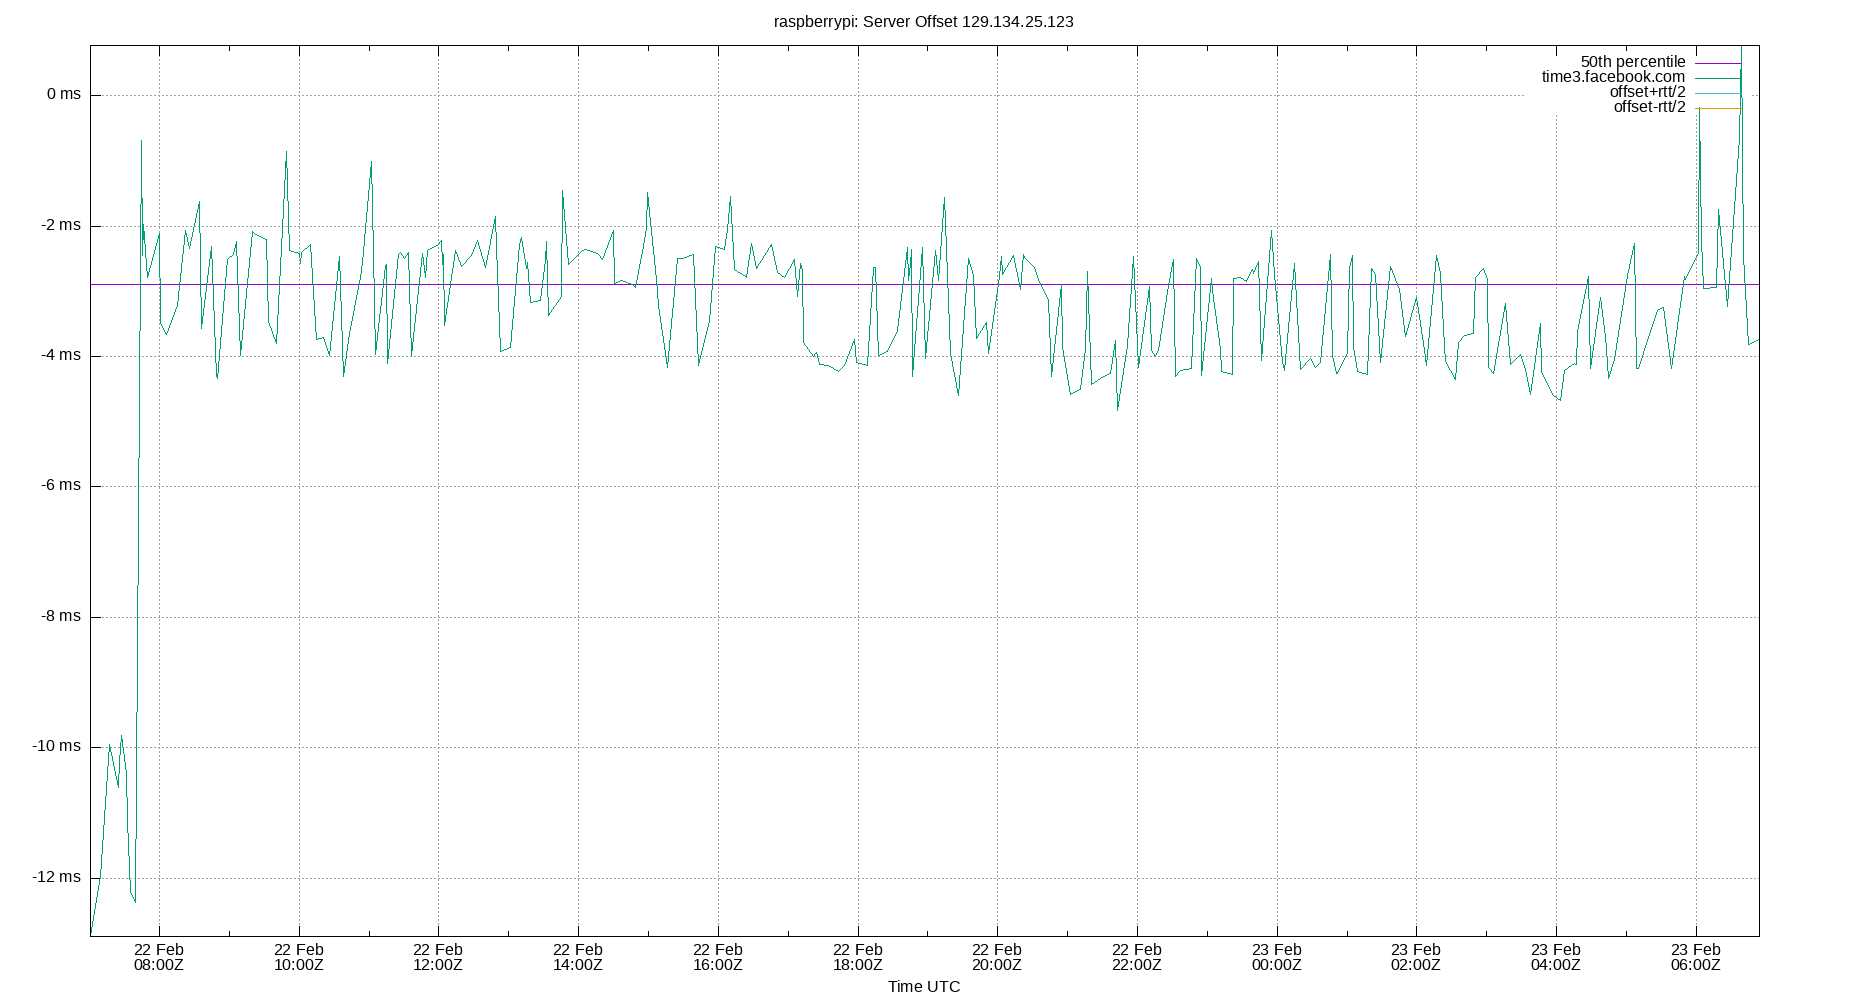 raspberrypi: Server Offset 129.134.25.123
50th percentile
time3.facebook.com
offset+rtt/2
offset-rtt/2
0 ms
-2 ms
-4 ms
-6 ms
-8 ms
-10 ms
-12 ms
22 Feb 22 Feb 22 Feb 22 Feb 22 Feb 22 Feb 22 Feb 22 Feb 23 Feb 23 Feb 23 Feb 23 Feb
08:00Z 10:00Z 12:00Z 14:00Z 16:00Z 18:00Z 20:00Z 22:00Z 00:00Z 02:00Z 04:00Z 06:00Z
Time UTC